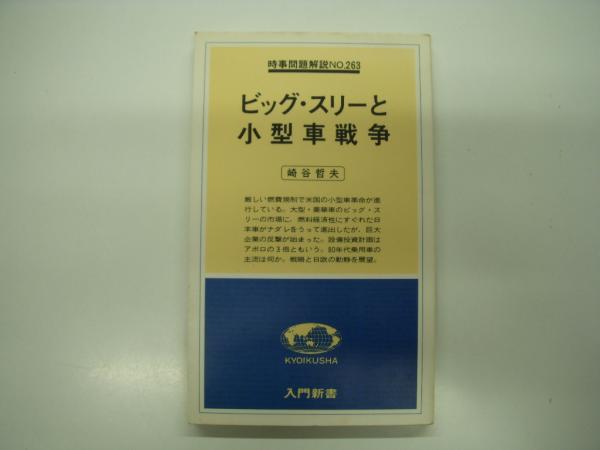 時事問題解説NO.263
ビッグ・スリーと
小型車戦争
崎谷哲夫
厳しい燃費規制で米国の小型車革命が進
行している。大型・豪華車のビッグ・ス
リーの市場に、燃料経済性にすぐれた日
本車がナダレをうって進出したが、巨大
企業の反撃が始まった。設備投資計画は
アポロの3倍ともいう。80年代乗用車の
主流は何か。戦略と日欧の動静を展望。
KYOIKUSHA
入門新書